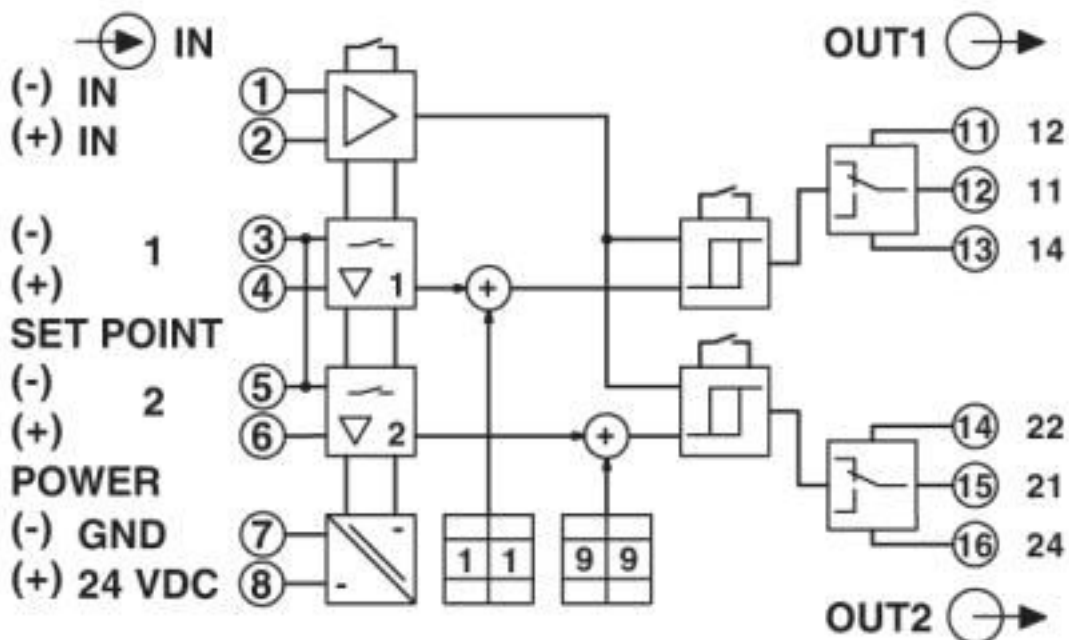 IN OUT1
(-) IN 1 11 12
(+) IN 2 12 11
(-) 1 3 13 14
(+) 4 1 +
SET POINT
(-) 2 5
(+) 6 2 + 14 22
POWER 15 21
(-) GND 7 - 1 1 9 9 16 24
(+) 24 VDC 8 -
OUT2